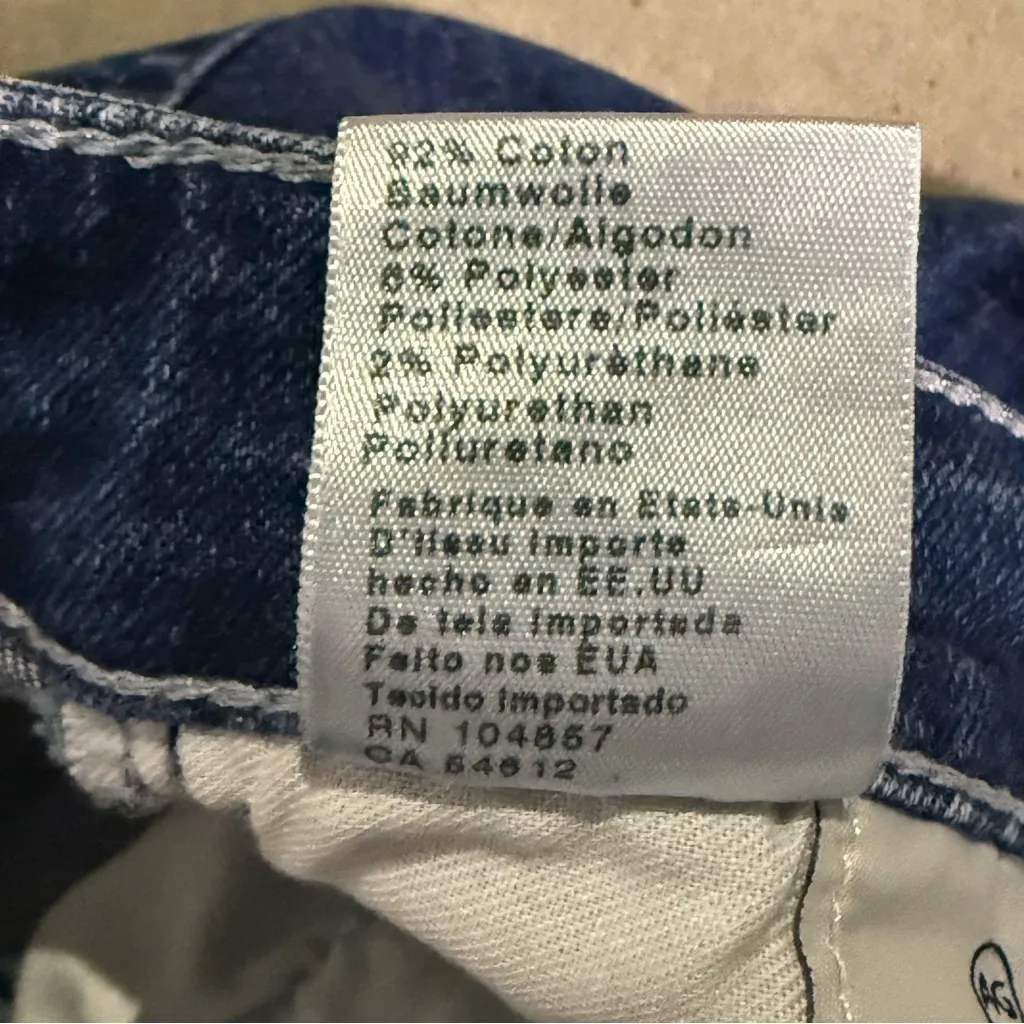 92% Coton
Baumwolle
Cotone/Algodon
6% Polyester
Poliestere/Poliéster
2% Polyuréthane
Polyurethan
Poliuretano
Fabrique en Etats-Unis
D'tissu importe
hecho en EE.UU
De tela importada
Feito nos EUA
Tecido importado
RN 104857
CA 54612
AG